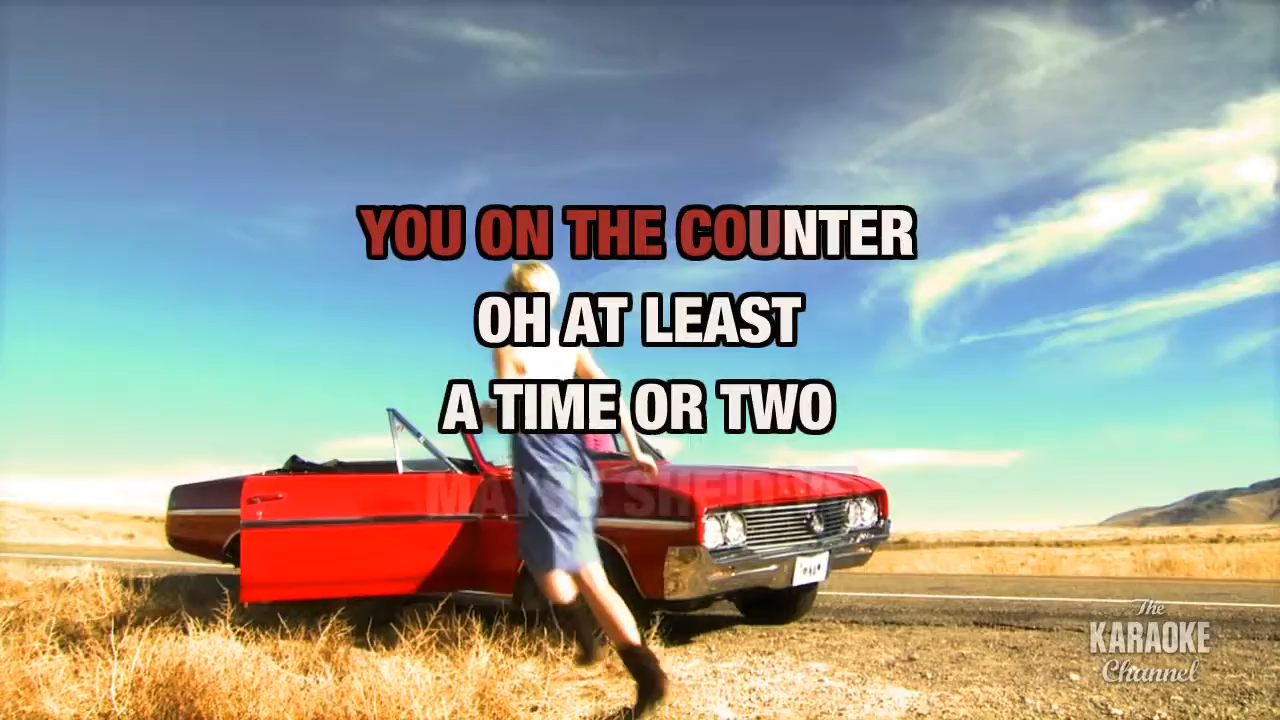 YOU ON THE COUNTER
OH AT LEAST
A TIME OR TWO
The
KARAOKE
Channel